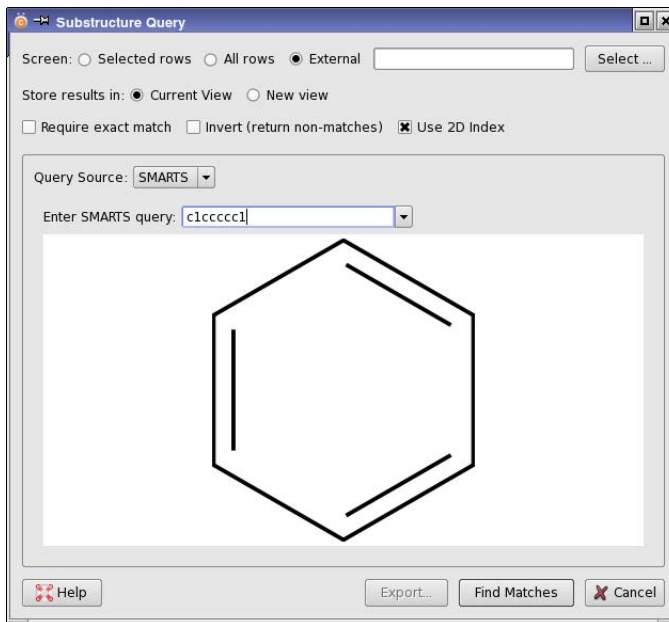 Substructure Query
Screen: Selected rows All rows External Select ...
Store results in: Current View New view
Require exact match Invert (return non-matches) Use 2D Index
Query Source: SMARTS
Enter SMARTS query: c1ccccc1
Help Export... Find Matches Cancel